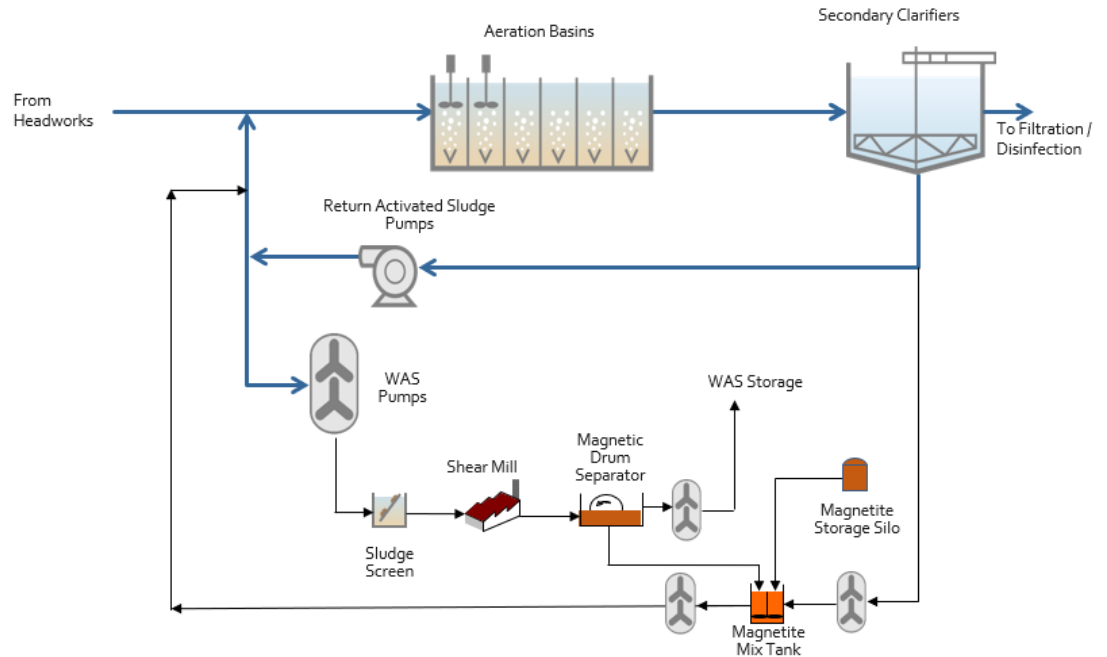 Secondary Clarifiers
Aeration Basins
From
Headworks
To Filtration /
Disinfection
Return Activated Sludge
Pumps
WAS
Pumps
WAS Storage
Magnetic
Drum
Separator
Shear Mill
Magnetite
Storage Silo
Sludge
Screen
Magnetite
Mix Tank